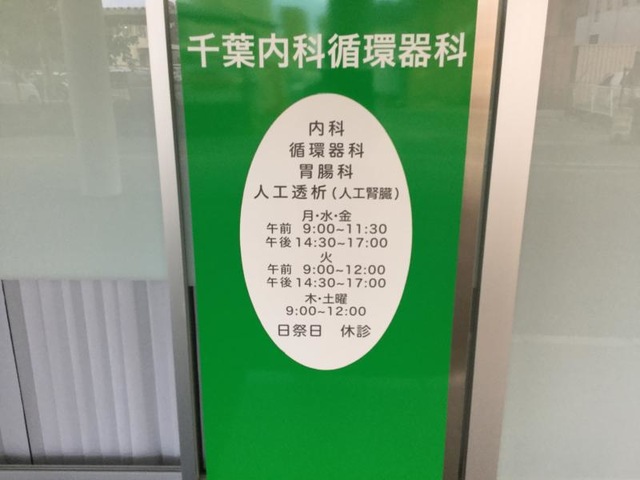 千葉内科循環器科
内科
循環器科
胃腸科
人工透析(人工腎臓)
月・水・金
午前 9:00~11:30
午後 14:30~17:00
火
午前 9:00~12:00
午後 14:30~17:00
木・土曜
9:00~12:00
日祭日 休診